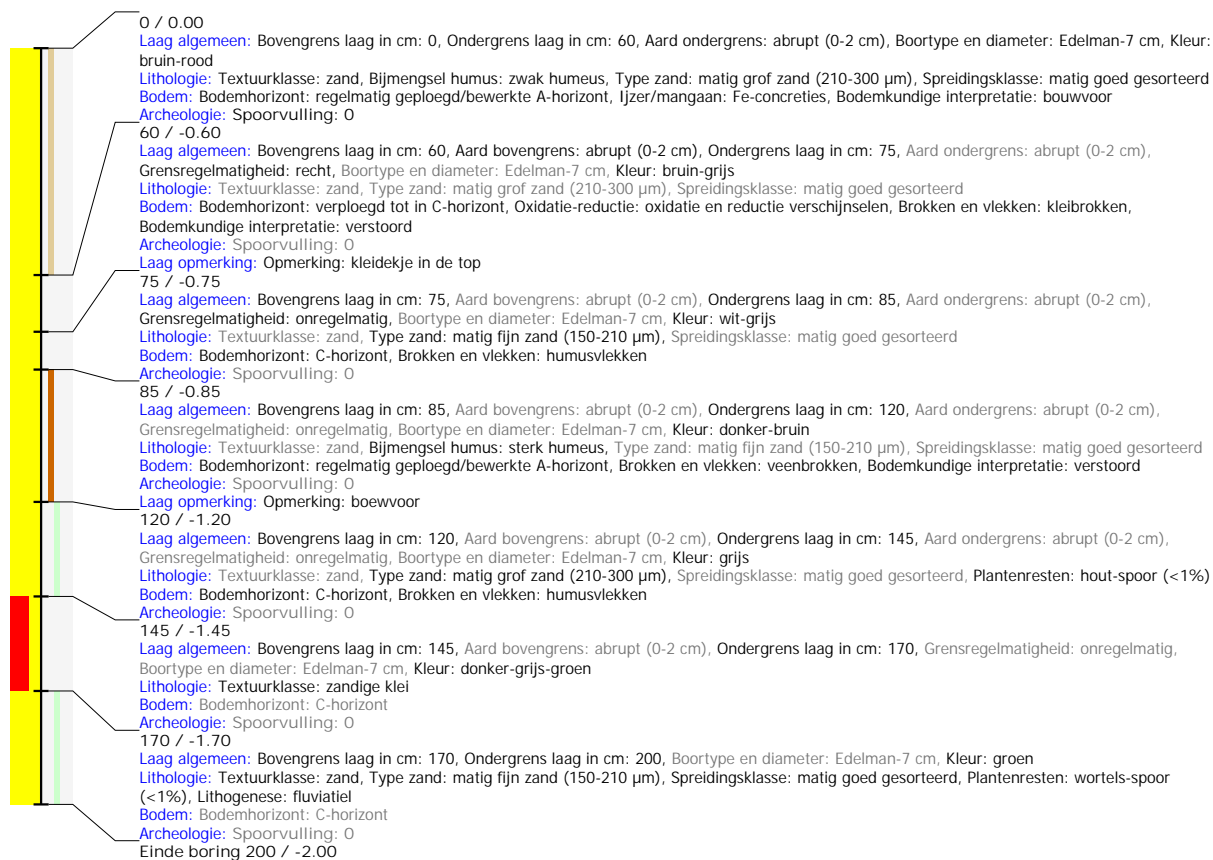 0 / 0.00
Laag algemeen: Bovengrens laag in cm: 0, Ondergrens laag in cm: 60, Aard ondergrens: abrupt (0-2 cm), Boortype en diameter: Edelman-7 cm, Kleur:
bruin-rood
Lithologie: Textuurklasse: zand, Bijmengsel humus: zwak humeus, Type zand: matig grof zand (210-300 µm), Spreidingsklasse: matig goed gesorteerd
Bodem: Bodemhorizont: regelmatig geploegd/bewerkte A-horizont, Ijzer/mangaan: Fe-concreties, Bodemkundige interpretatie: bouwvoor
Archeologie: Spoorvulling: 0
60 / -0.60
Laag algemeen: Bovengrens laag in cm: 60, Aard bovengrens: abrupt (0-2 cm), Ondergrens laag in cm: 75, Aard ondergrens: abrupt (0-2 cm),
Grensregelmatigheid: recht, Boortype en diameter: Edelman-7 cm, Kleur: bruin-grijs
Lithologie: Textuurklasse: zand, Type zand: matig grof zand (210-300 µm), Spreidingsklasse: matig goed gesorteerd
Bodem: Bodemhorizont: verploegd tot in C-horizont, Oxidatie-reductie: oxidatie en reductie verschijnselen, Brokken en vlekken: kleibrokken,
Bodemkundige interpretatie: verstoord
Archeologie: Spoorvulling: 0
Laag opmerking: Opmerking: kleidekje in de top
75 / -0.75
Laag algemeen: Bovengrens laag in cm: 75, Aard bovengrens: abrupt (0-2 cm), Ondergrens laag in cm: 85, Aard ondergrens: abrupt (0-2 cm),
Grensregelmatigheid: onregelmatig, Boortype en diameter: Edelman-7 cm, Kleur: wit-grijs
Lithologie: Textuurklasse: zand, Type zand: matig fijn zand (150-210 µm), Spreidingsklasse: matig goed gesorteerd
Bodem: Bodemhorizont: C-horizont, Brokken en vlekken: humusvlekken
Archeologie: Spoorvulling: 0
85 / -0.85
Laag algemeen: Bovengrens laag in cm: 85, Aard bovengrens: abrupt (0-2 cm), Ondergrens laag in cm: 120, Aard ondergrens: abrupt (0-2 cm),
Grensregelmatigheid: onregelmatig, Boortype en diameter: Edelman-7 cm, Kleur: donker-bruin
Lithologie: Textuurklasse: zand, Bijmengsel humus: sterk humeus, Type zand: matig fijn zand (150-210 µm), Spreidingsklasse: matig goed gesorteerd
Bodem: Bodemhorizont: regelmatig geploegd/bewerkte A-horizont, Brokken en vlekken: veenbrokken, Bodemkundige interpretatie: verstoord
Archeologie: Spoorvulling: 0
Laag opmerking: Opmerking: boewvoor
120 / -1.20
Laag algemeen: Bovengrens laag in cm: 120, Aard bovengrens: abrupt (0-2 cm), Ondergrens laag in cm: 145, Aard ondergrens: abrupt (0-2 cm),
Grensregelmatigheid: onregelmatig, Boortype en diameter: Edelman-7 cm, Kleur: grijs
Lithologie: Textuurklasse: zand, Type zand: matig grof zand (210-300 µm), Spreidingsklasse: matig goed gesorteerd, Plantenresten: hout-spoor (<1%)
Bodem: Bodemhorizont: C-horizont, Brokken en vlekken: humusvlekken
Archeologie: Spoorvulling: 0
145 / -1.45
Laag algemeen: Bovengrens laag in cm: 145, Aard bovengrens: abrupt (0-2 cm), Ondergrens laag in cm: 170, Grensregelmatigheid: onregelmatig,
Boortype en diameter: Edelman-7 cm, Kleur: donker-grijs-groen
Lithologie: Textuurklasse: zandige klei
Bodem: Bodemhorizont: C-horizont
Archeologie: Spoorvulling: 0
170 / -1.70
Laag algemeen: Bovengrens laag in cm: 170, Ondergrens laag in cm: 200, Boortype en diameter: Edelman-7 cm, Kleur: groen
Lithologie: Textuurklasse: zand, Type zand: matig fijn zand (150-210 µm), Spreidingsklasse: matig goed gesorteerd, Plantenresten: wortels-spoor
(<1%), Lithogenese: fluviatiel
Bodem: Bodemhorizont: C-horizont
Archeologie: Spoorvulling: 0
Einde boring 200 / -2.00